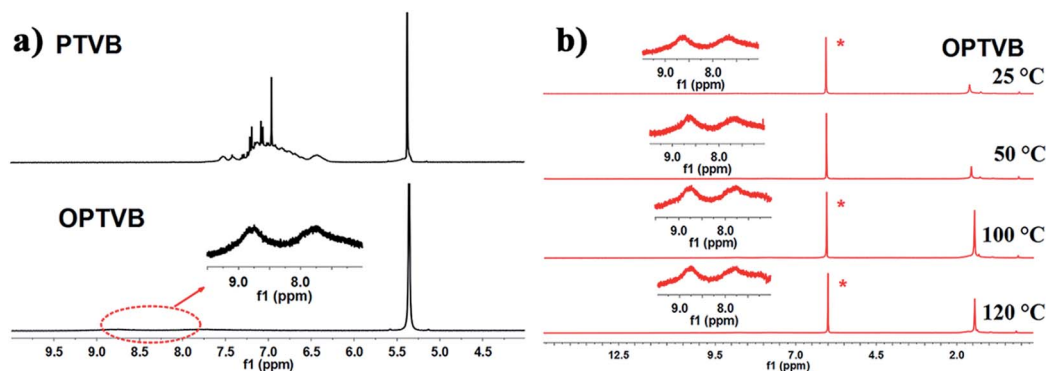 a) PTVB
OPTVB
9.0 8.0
f1 (ppm)
9.5 9.0 8.5 8.0 7.5 7.0 6.5 6.0 5.5 5.0 4.5
f1 (ppm)
b)
OPTVB
9.0 8.0
f1 (ppm)
*
25 °C
9.0 8.0
f1 (ppm)
50 °C
9.0 8.0
f1 (ppm)
*
100 °C
9.0 8.0
f1 (ppm)
*
120 °C
12.5 9.5 7.0 4.5 2.0
f1 (ppm)